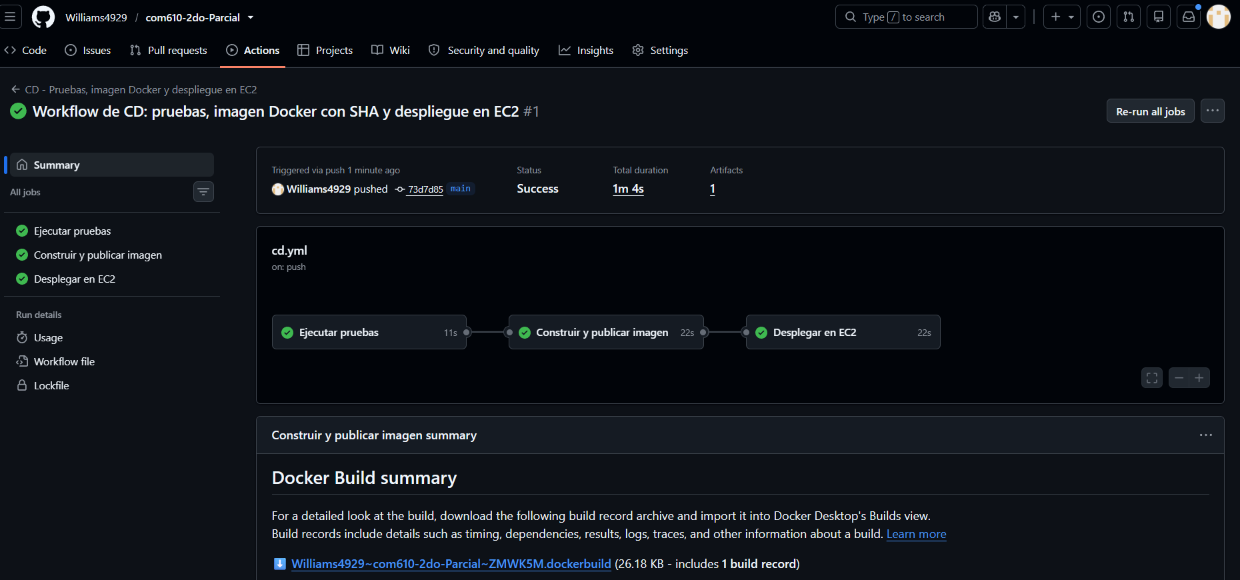 Williams4929 / com610-2do-Parcial
Type / to search
Code Issues Pull requests Actions Projects Wiki Security and quality Insights Settings
CD - Pruebas, imagen Docker y despliegue en EC2
Workflow de CD: pruebas, imagen Docker con SHA y despliegue en EC2 #1
Re-run all jobs
Summary
All jobs
Ejecutar pruebas
Construir y publicar imagen
Desplegar en EC2
Run details
Usage
Workflow file
Lockfile
Triggered via push 1 minute ago
Williams4929 pushed 73d7d85 main
Status
Success
Total duration
1m 4s
Artifacts
1
cd.yml
on: push
Ejecutar pruebas 11s
Construir y publicar imagen 22s
Desplegar en EC2 22s
Construir y publicar imagen summary
Docker Build summary
For a detailed look at the build, download the following build record archive and import it into Docker Desktop's Builds view.
Build records include details such as timing, dependencies, results, logs, traces, and other information about a build. Learn more
Williams4929~com610-2do-Parcial~ZMWK5M.dockerbuild (26.18 KB - includes 1 build record)